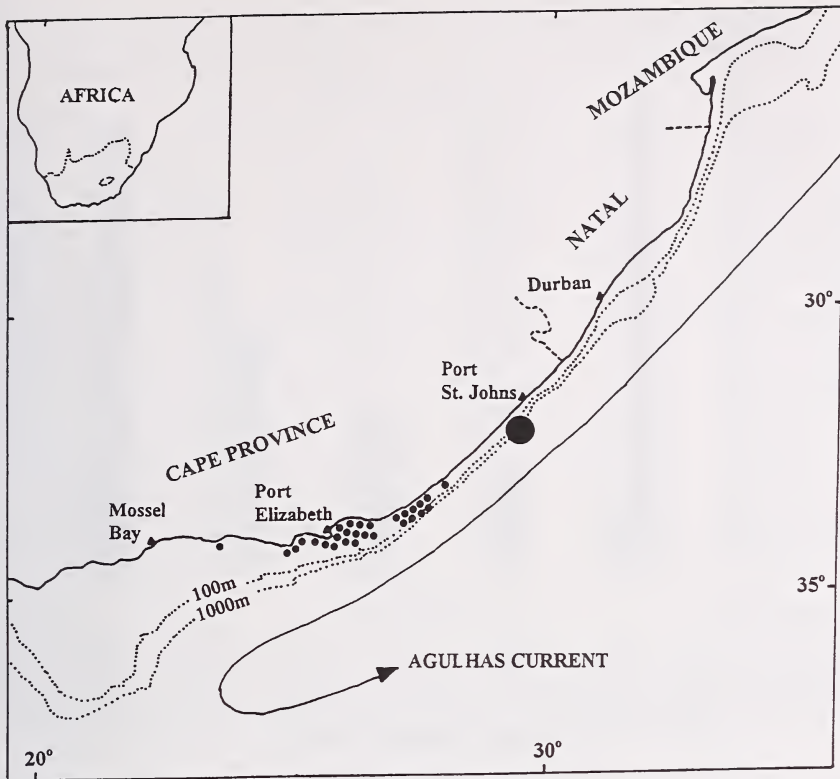 AFRICA
MOZAMBIQUE
NATAL
Durban
30°
Port
St. Johns
CAPE PROVINCE
Mossel
Bay
Port
Elizabeth
100m
1000m
35°
AGULHAS CURRENT
20°
30°